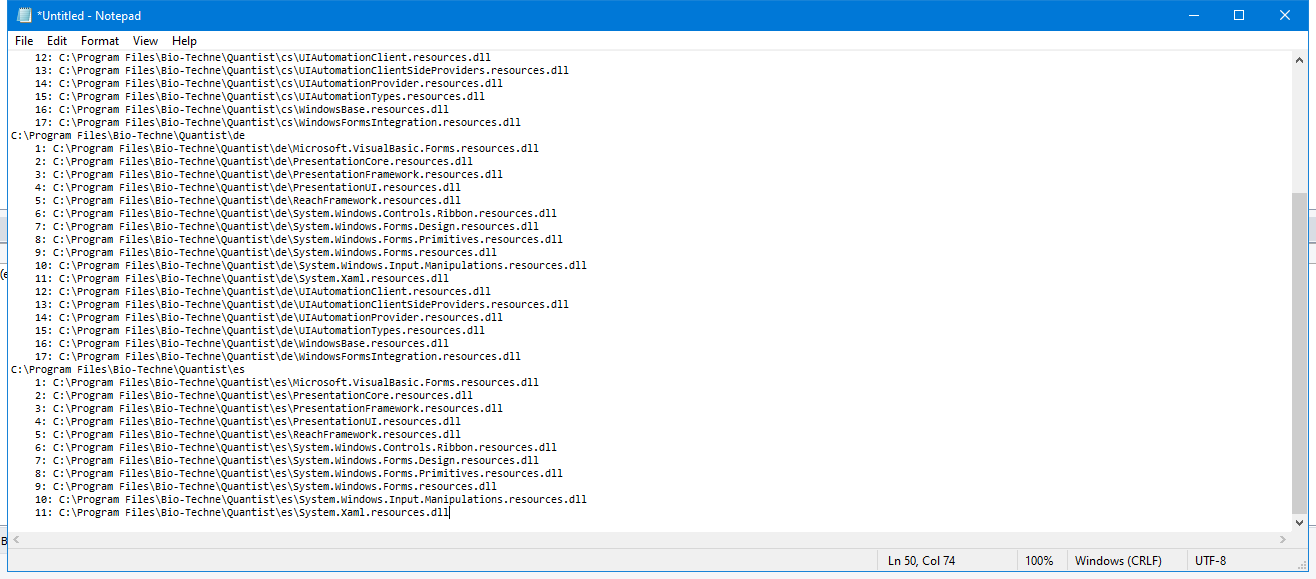 *Untitled - Notepad
File Edit Format View Help
12: C:\Program Files\Bio-Techne\Quantist\cs\UIAutomationClient.resources.dll
13: C:\Program Files\Bio-Techne\Quantist\cs\UIAutomationClientSideProviders.resources.dll
14: C:\Program Files\Bio-Techne\Quantist\cs\UIAutomationProvider.resources.dll
15: C:\Program Files\Bio-Techne\Quantist\cs\UIAutomationTypes.resources.dll
16: C:\Program Files\Bio-Techne\Quantist\cs\WindowsBase.resources.dll
17: C:\Program Files\Bio-Techne\Quantist\cs\WindowsFormsIntegration.resources.dll
C:\Program Files\Bio-Techne\Quantist\de
1: C:\Program Files\Bio-Techne\Quantist\de\Microsoft.VisualBasic.Forms.resources.dll
2: C:\Program Files\Bio-Techne\Quantist\de\PresentationCore.resources.dll
3: C:\Program Files\Bio-Techne\Quantist\de\PresentationFramework.resources.dll
4: C:\Program Files\Bio-Techne\Quantist\de\PresentationUI.resources.dll
5: C:\Program Files\Bio-Techne\Quantist\de\ReachFramework.resources.dll
6: C:\Program Files\Bio-Techne\Quantist\de\System.Windows.Controls.Ribbon.resources.dll
7: C:\Program Files\Bio-Techne\Quantist\de\System.Windows.Forms.Design.resources.dll
8: C:\Program Files\Bio-Techne\Quantist\de\System.Windows.Forms.Primitives.resources.dll
9: C:\Program Files\Bio-Techne\Quantist\de\System.Windows.Forms.resources.dll
10: C:\Program Files\Bio-Techne\Quantist\de\System.Windows.Input.Manipulations.resources.dll
11: C:\Program Files\Bio-Techne\Quantist\de\System.Xaml.resources.dll
12: C:\Program Files\Bio-Techne\Quantist\de\UIAutomationClient.resources.dll
13: C:\Program Files\Bio-Techne\Quantist\de\UIAutomationClientSideProviders.resources.dll
14: C:\Program Files\Bio-Techne\Quantist\de\UIAutomationProvider.resources.dll
15: C:\Program Files\Bio-Techne\Quantist\de\UIAutomationTypes.resources.dll
16: C:\Program Files\Bio-Techne\Quantist\de\WindowsBase.resources.dll
17: C:\Program Files\Bio-Techne\Quantist\de\WindowsFormsIntegration.resources.dll
C:\Program Files\Bio-Techne\Quantist\es
1: C:\Program Files\Bio-Techne\Quantist\es\Microsoft.VisualBasic.Forms.resources.dll
2: C:\Program Files\Bio-Techne\Quantist\es\PresentationCore.resources.dll
3: C:\Program Files\Bio-Techne\Quantist\es\PresentationFramework.resources.dll
4: C:\Program Files\Bio-Techne\Quantist\es\PresentationUI.resources.dll
5: C:\Program Files\Bio-Techne\Quantist\es\ReachFramework.resources.dll
6: C:\Program Files\Bio-Techne\Quantist\es\System.Windows.Controls.Ribbon.resources.dll
7: C:\Program Files\Bio-Techne\Quantist\es\System.Windows.Forms.Design.resources.dll
8: C:\Program Files\Bio-Techne\Quantist\es\System.Windows.Forms.Primitives.resources.dll
9: C:\Program Files\Bio-Techne\Quantist\es\System.Windows.Forms.resources.dll
10: C:\Program Files\Bio-Techne\Quantist\es\System.Windows.Input.Manipulations.resources.dll
11: C:\Program Files\Bio-Techne\Quantist\es\System.Xaml.resources.dll
Ln 50, Col 74 100% Windows (CRLF) UTF-8